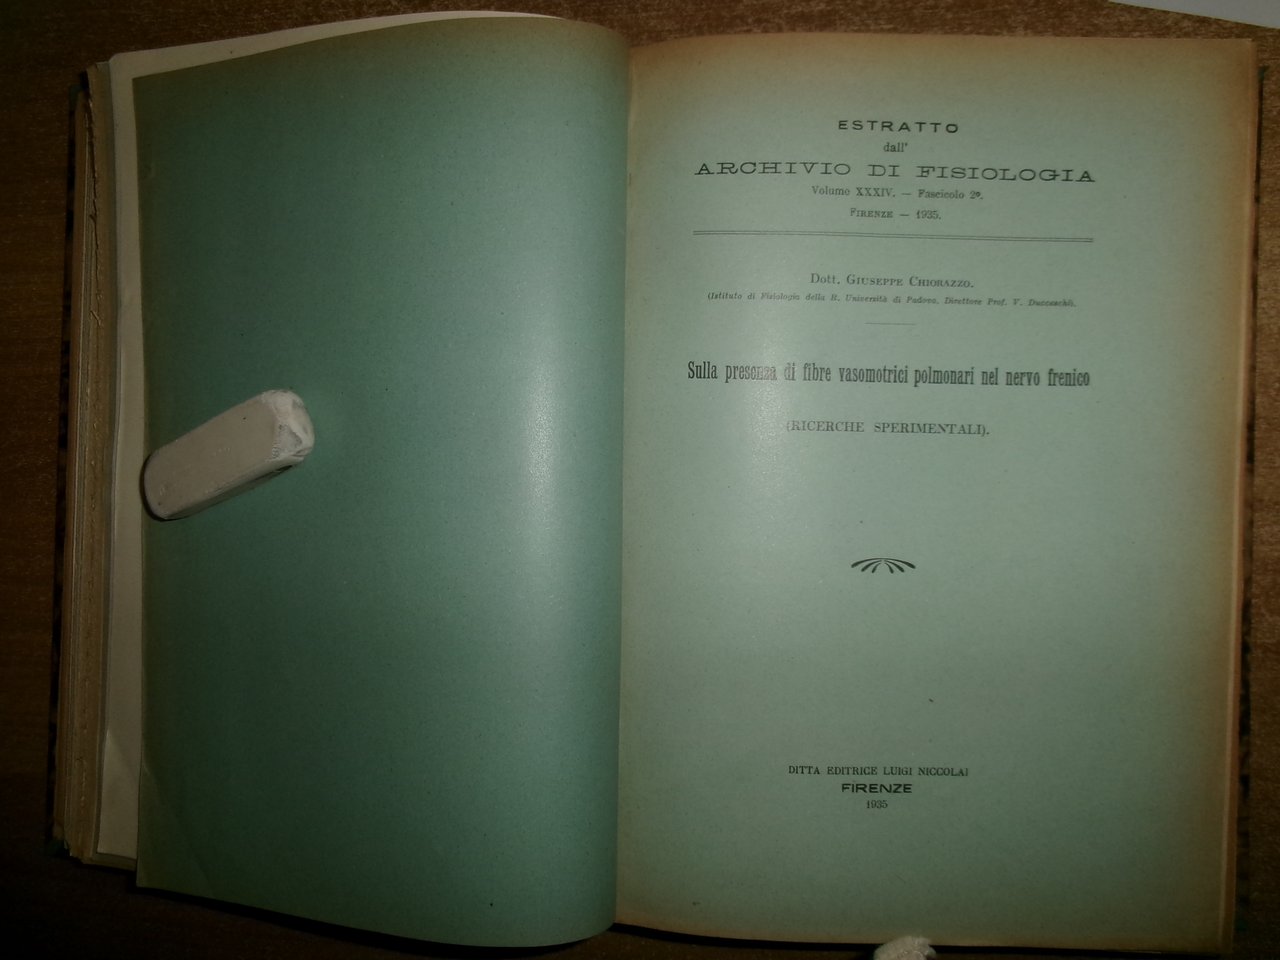 ESTRATTO
dall'
ARCHIVIO DI FISIOLOGIA
Volume XXXIV. — Fascicolo 2º.
FIRENZE — 1935.
Dott. GIUSEPPE CHIORAZZO.
(Istituto di Fisiologia della R. Università di Padova, Direttore Prof. V. Ducceschi).
Sulla presenza di fibre vasomotrici polmonari nel nervo frenico
(RICERCHE SPERIMENTALI).
DITTA EDITRICE LUIGI NICCOLAI
FIRENZE
1935